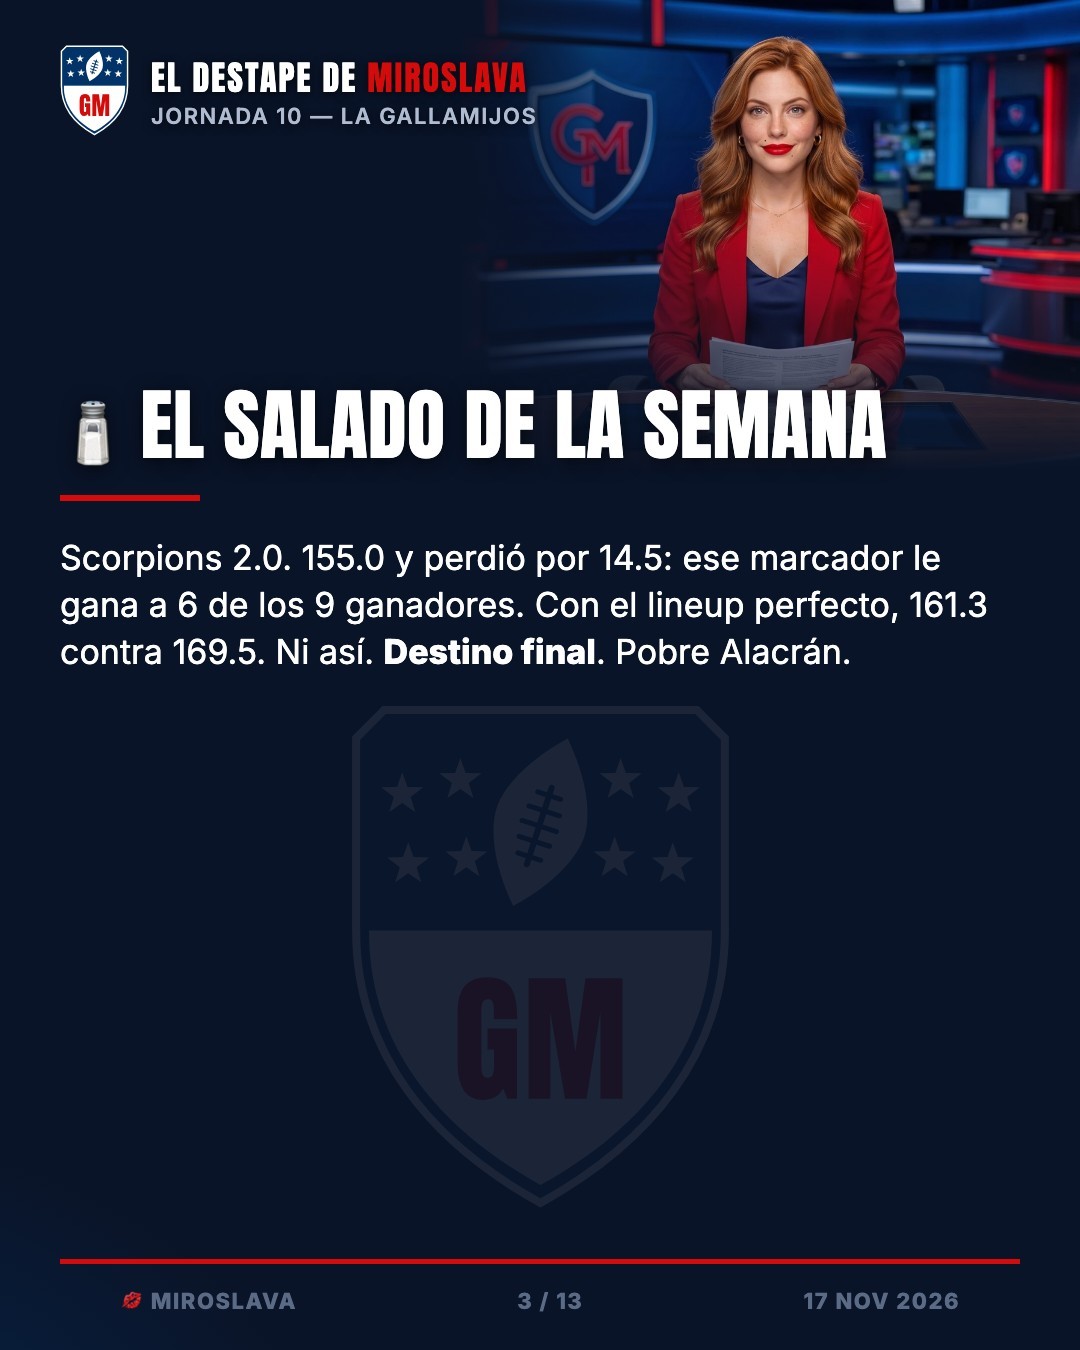 GM
EL DESTAPE DE MIROSLAVA
JORNADA 10 — LA GALLAMIJOS
GM
EL SALADO DE LA SEMANA
Scorpions 2.0. 155.0 y perdió por 14.5: ese marcador le
gana a 6 de los 9 ganadores. Con el lineup perfecto, 161.3
contra 169.5. Ni así. Destino final. Pobre Alacrán.
GM
MIROSLAVA
3 / 13
17 NOV 2026